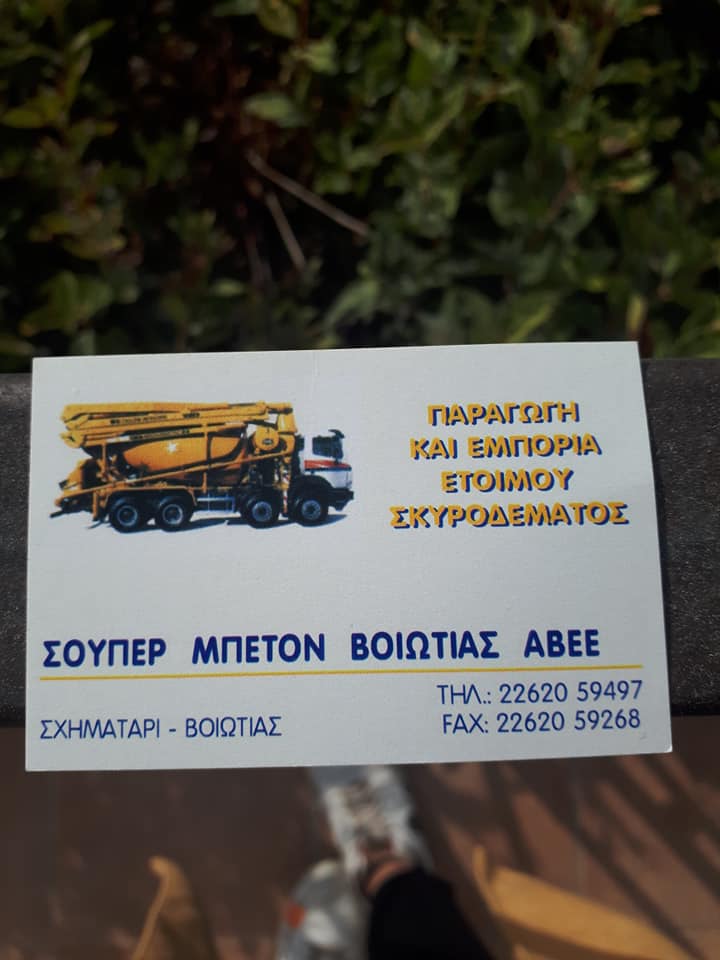 ΠΑΡΑΓΩΓΗ
ΚΑΙ ΕΜΠΟΡΙΑ
ΕΤΟΙΜΟΥ
ΣΚΥΡΟΔΕΜΑΤΟΣ
ΣΟΥΠΕΡ ΜΠΕΤΟΝ ΒΟΙΩΤΙΑΣ ΑΒΕΕ
ΣΧΗΜΑΤΑΡΙ - ΒΟΙΩΤΙΑΣ
ΤΗΛ.: 22620 59497
FAX: 22620 59268